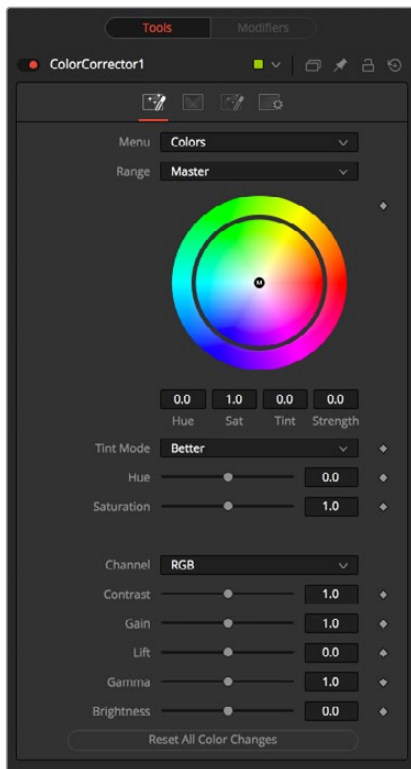 Tools Modifiers
ColorCorrector1
Menu Colors
Range Master
M
0.0 1.0 0.0 0.0
Hue Sat Tint Strength
Tint Mode Better
Hue 0.0
Saturation 1.0
Channel RGB
Contrast 1.0
Gain 1.0
Lift 0.0
Gamma 1.0
Brightness 0.0
Reset All Color Changes